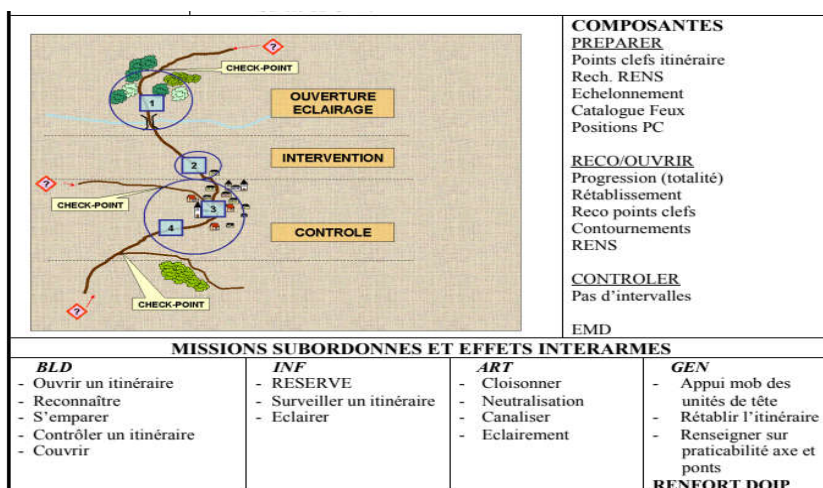 CHECK-POINT
1
OUVERTURE
ECLAIRAGE
2
INTERVENTION
CHECK-POINT
3
4
CONTROLE
CHECK-POINT
?
?
?
COMPOSANTES
PREPARER
Points clefs itinéraire
Rech. RENS
Echelonnement
Catalogue Feux
Positions PC
RECO/OUVRIR
Progression (totalité)
Rétablissement
Reco points clefs
Contournements
RENS
CONTROLER
Pas d'intervalles
EMD
MISSIONS SUBORDONNES ET EFFETS INTERARMES
BLD
- Ouvrir un itinéraire
- Reconnaître
- S'emparer
- Contrôler un itinéraire
- Couvrir
INF
- RESERVE
- Surveiller un itinéraire
- Eclairer
ART
- Cloisonner
- Neutralisation
- Canaliser
- Eclairement
GEN
- Appui mob des
unités de tête
- Rétablir l'itinéraire
- Renseigner sur
praticabilité axe et
ponts
RENFORT DOIP